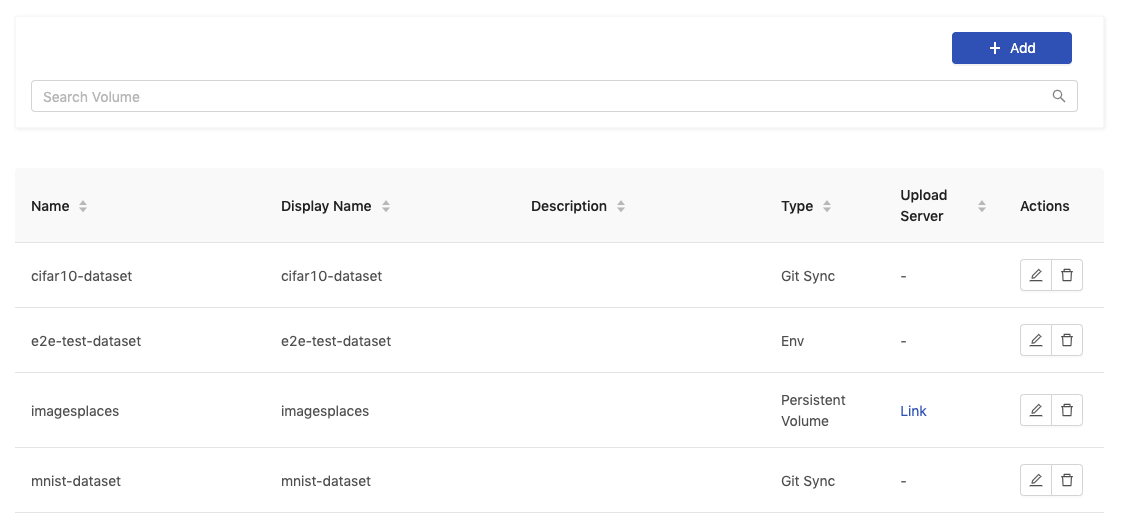 + Add
Search Volume
Name Display Name Description Type Upload Server Actions
cifar10-dataset cifar10-dataset Git Sync -
e2e-test-dataset e2e-test-dataset Env -
imagesplaces imagesplaces Persistent Volume Link
mnist-dataset mnist-dataset Git Sync -